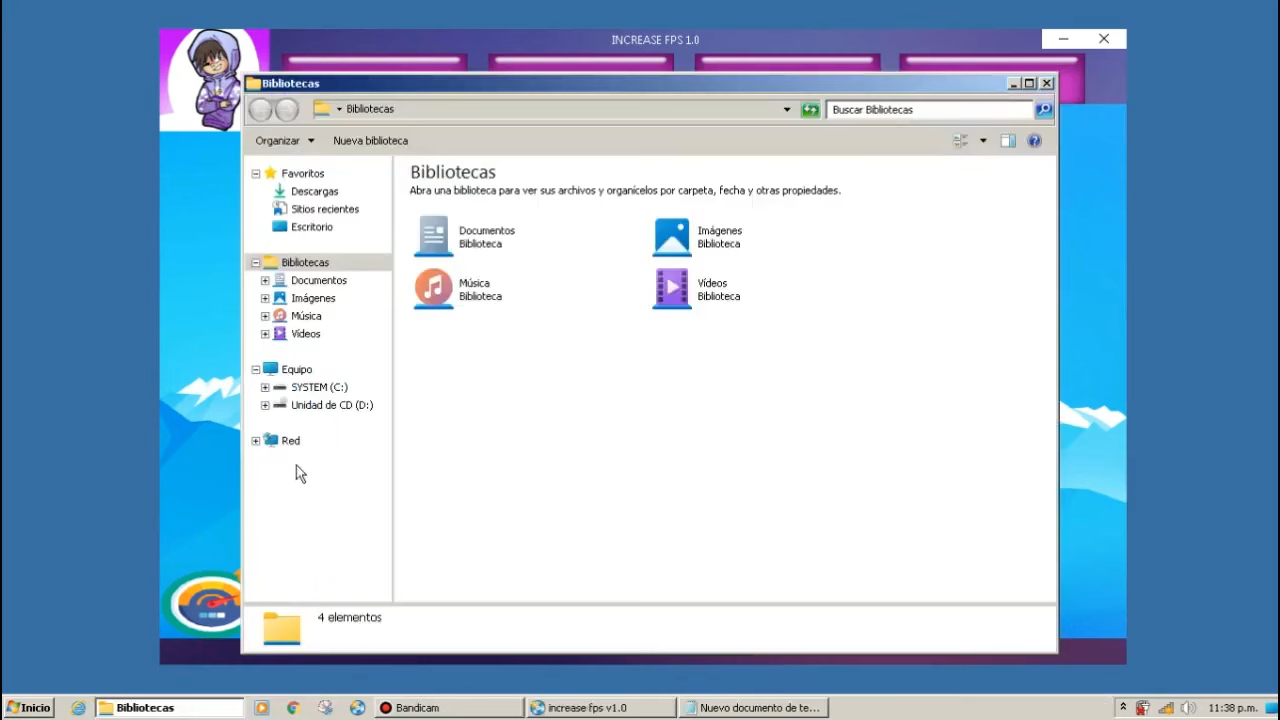 INCREASE FPS 1.0
Bibliotecas
Bibliotecas
Buscar Bibliotecas
Organizar
Nueva biblioteca
Favoritos
Descargas
Sitios recientes
Escritorio
Bibliotecas
Documentos
Imágenes
Música
Vídeos
Equipo
SYSTEM (C:)
Unidad de CD (D:)
Red
Bibliotecas
Abra una biblioteca para ver sus archivos y organícelos por carpeta, fecha y otras propiedades.
Documentos
Biblioteca
Imágenes
Biblioteca
Música
Biblioteca
Vídeos
Biblioteca
4 elementos
Inicio
Bibliotecas
Bandicam
increase fps v1.0
Nuevo documento de te...
11:38 p.m.